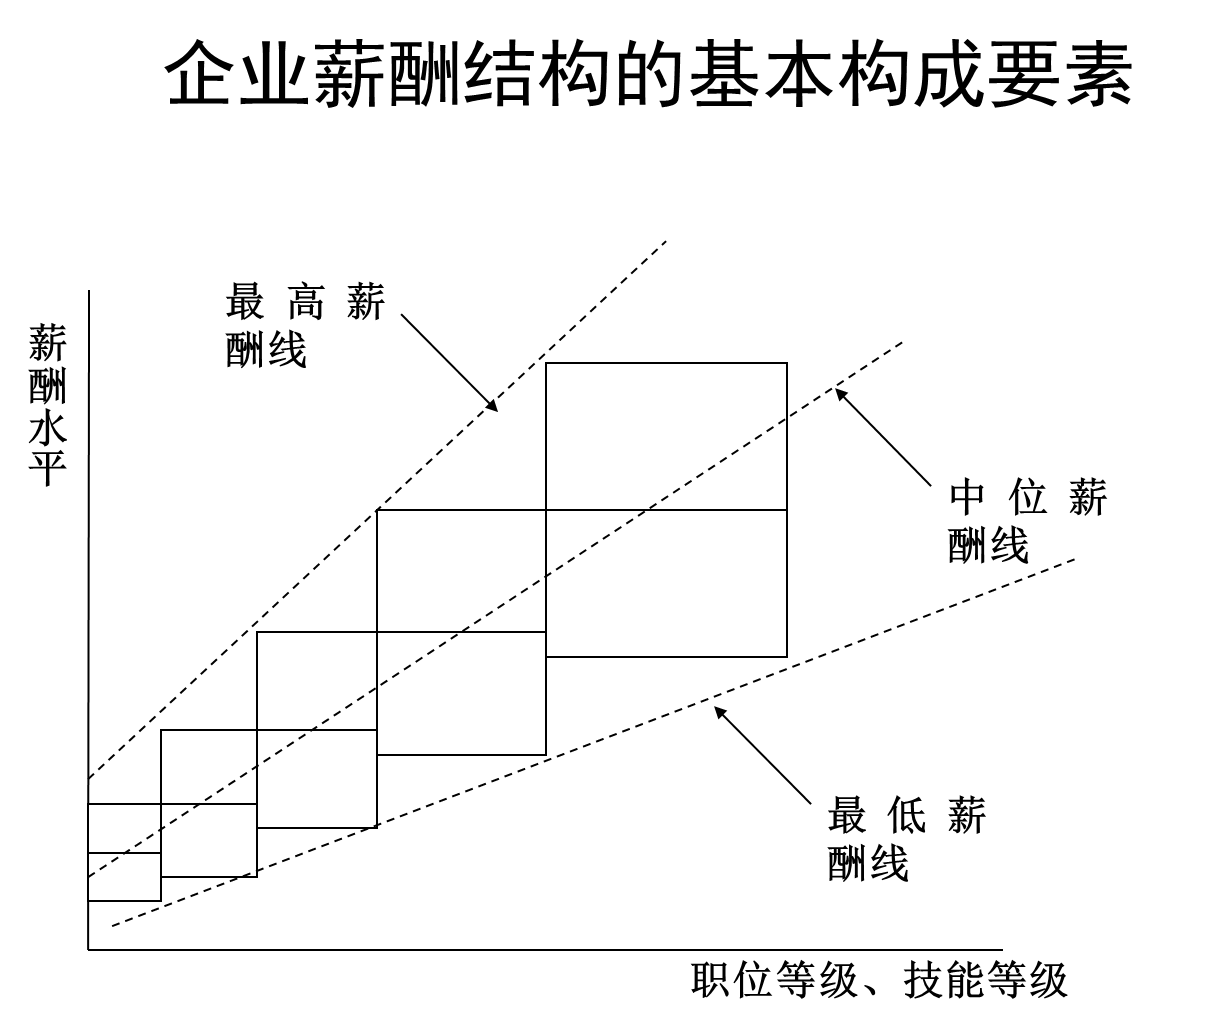 企业薪酬结构的基本构成要素
最高薪
酬线
薪酬水平
中位薪
酬线
最低薪
酬线
职位等级、技能等级